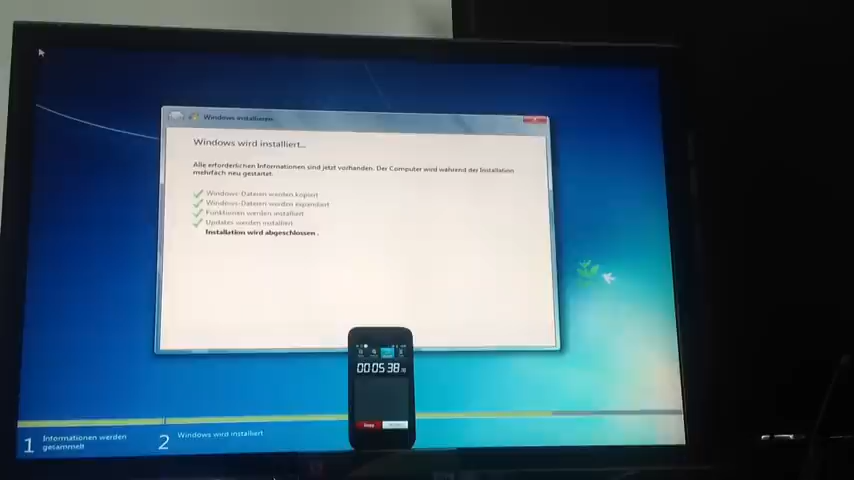 Windows installieren
Windows wird installiert...
Alle erforderlichen Informationen sind jetzt vorhanden. Der Computer wird während der Installation
mehrfach neu gestartet.
Windows-Dateien werden kopiert
Windows-Dateien werden expandiert
Funktionen werden installiert
Updates werden installiert
Installation wird abgeschlossen .
00 05 38
1 Informationen werden
gesammelt
2 Windows wird installiert